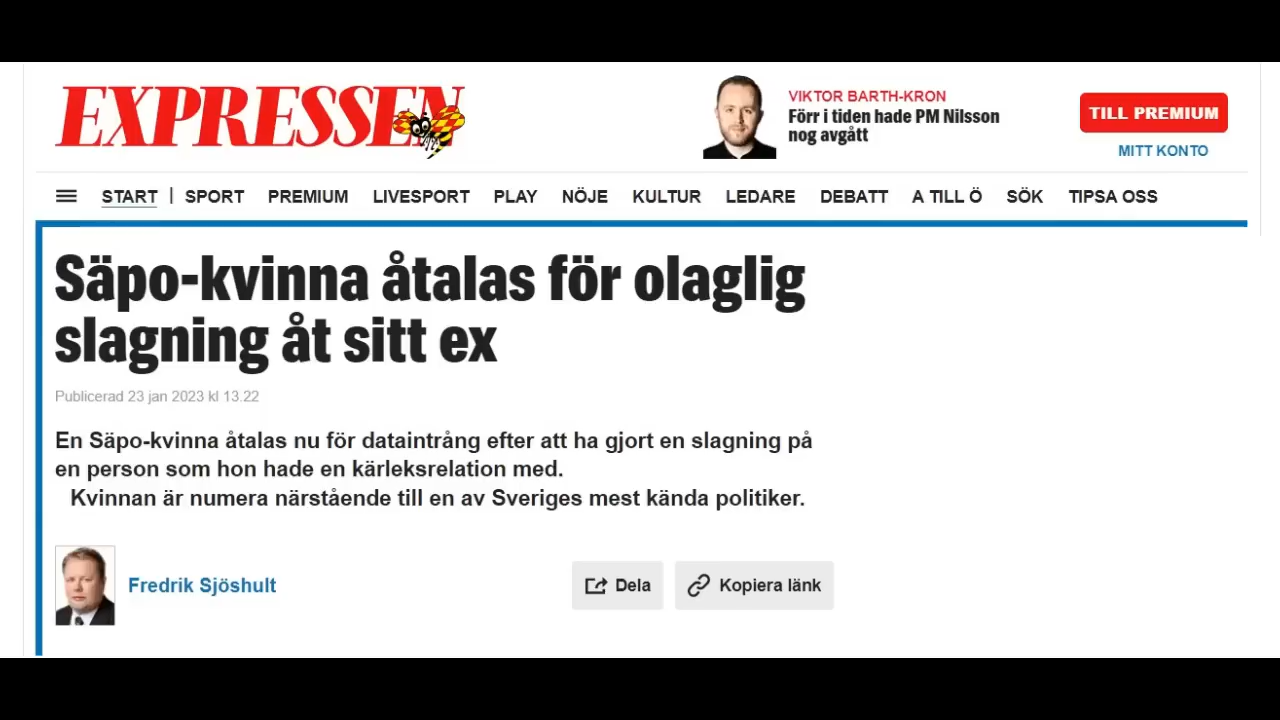 EXPRESSEN
VIKTOR BARTH-KRON
Förr i tiden hade PM Nilsson
nog avgått
TILL PREMIUM
MITT KONTO
START | SPORT PREMIUM LIVESPORT PLAY NÖJE KULTUR LEDARE DEBATT A TILL Ö SÖK TIPSA OSS
Säpo-kvinna åtalas för olaglig
slagning åt sitt ex
Publicerad 23 jan 2023 kl 13.22
En Säpo-kvinna åtalas nu för dataintrång efter att ha gjort en slagning på
en person som hon hade en kärleksrelation med.
Kvinnan är numera närstående till en av Sveriges mest kända politiker.
Fredrik Sjöshult
Dela
Kopiera länk